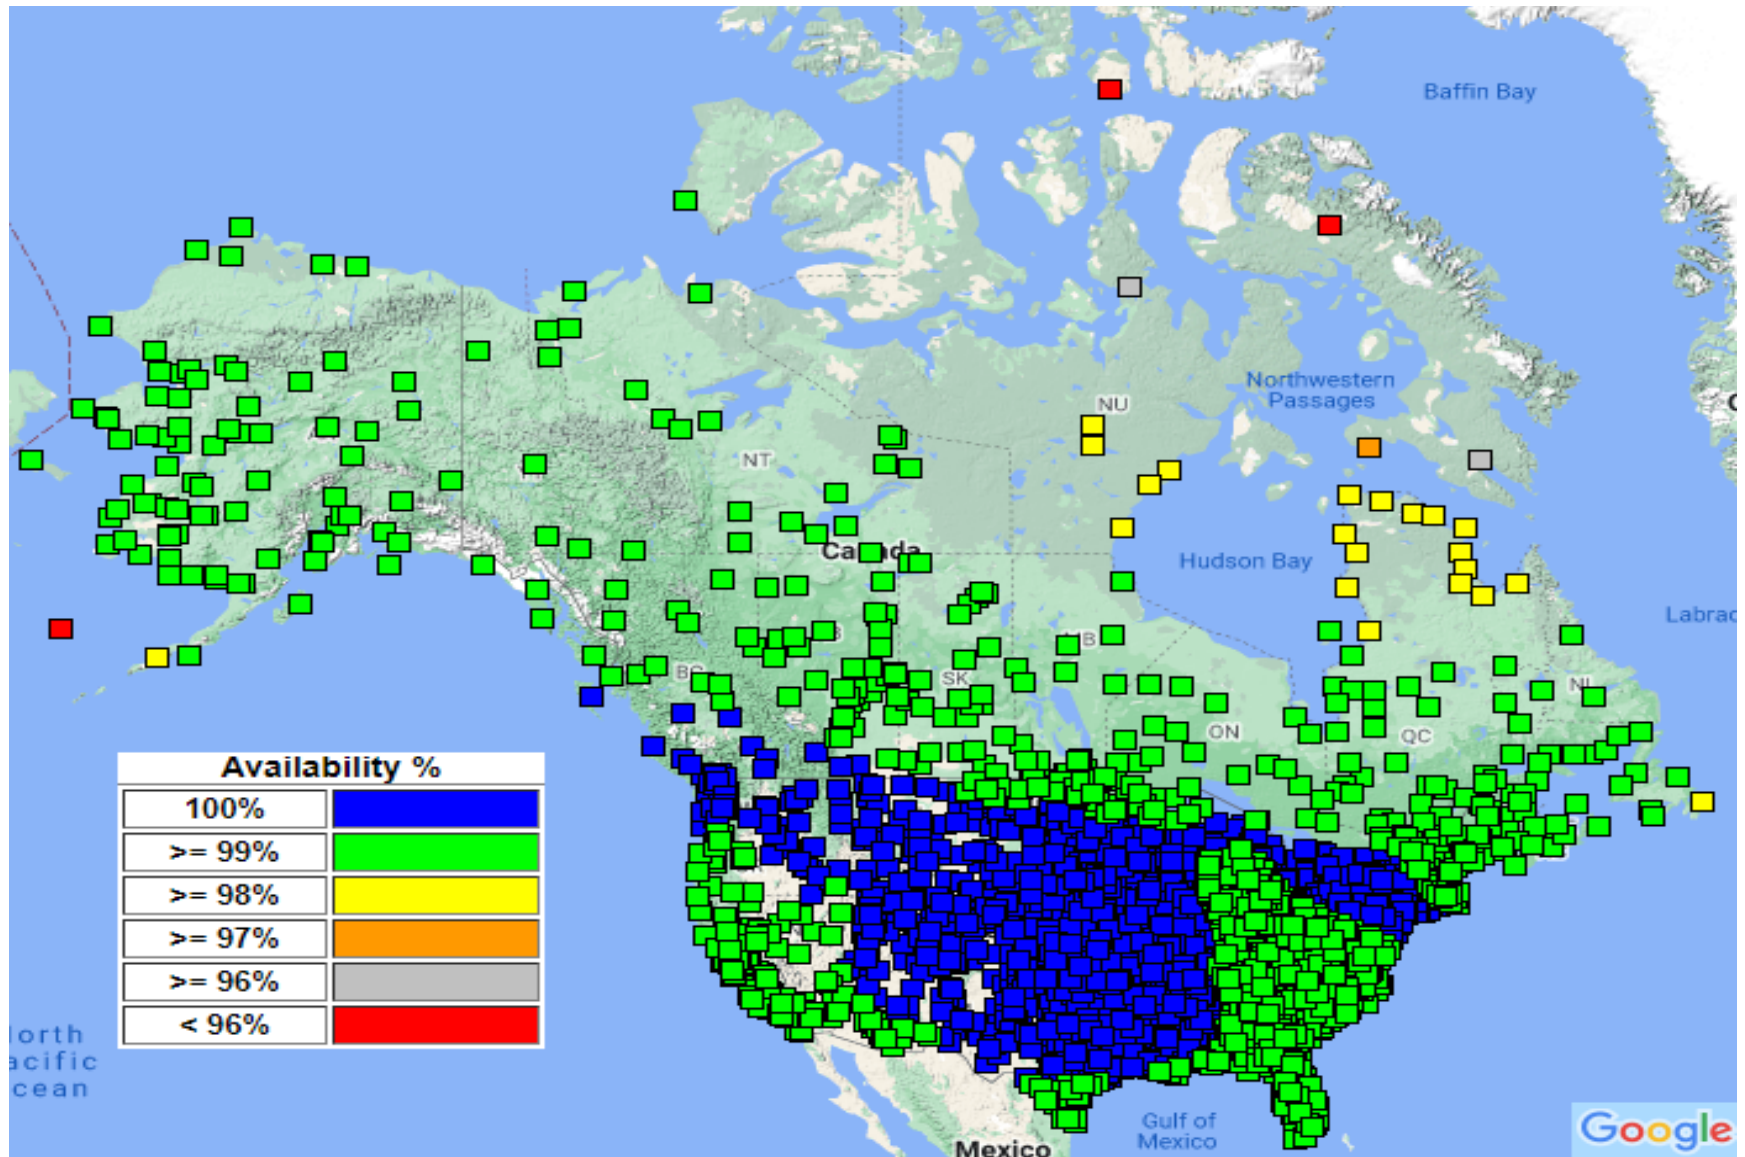 Baffin Bay
Northwestern
Passages
NU
NT
Canada
Hudson Bay
Labrad
BC
SK
MB
ON
QC
NL
Availability %
100%
>= 99%
>= 98%
>= 97%
>= 96%
< 96%
orth
acific
cean
Gulf of
Mexico
Mexico
Google